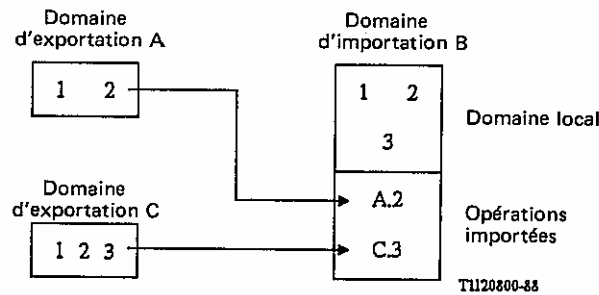 Domaine
d'exportation A
1 2
Domaine
d'importation B
1 2
3
Domaine local
Domaine
d'exportation C
1 2 3
A.2
C.3
Opérations
importées
T1120800-88